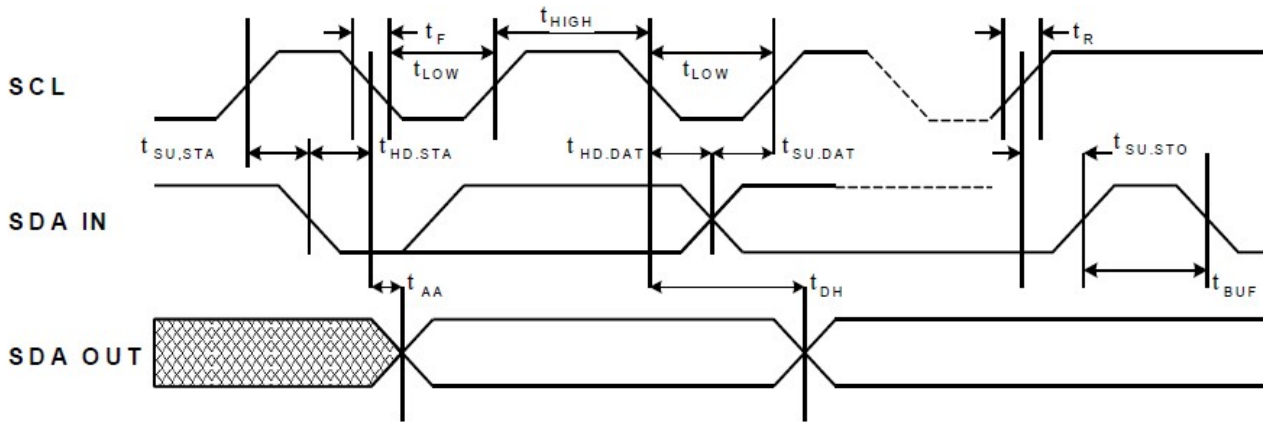 t F
t HIGH
t R
SCL
t LOW
t LOW
t SU,STA
t HD.STA
t HD.DAT
t SU.DAT
t SU.STO
SDA IN
t AA
t DH
t BUF
SDA OUT